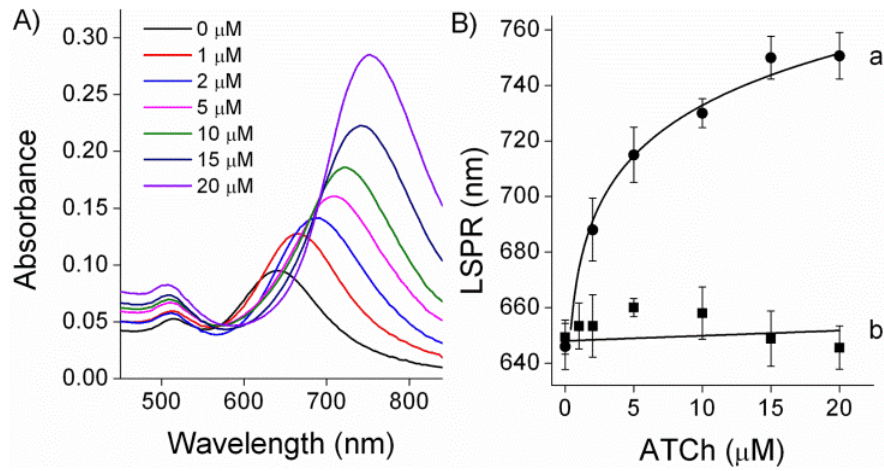 A)
0.30
0.25
0.20
0.15
0.10
0.05
0.00
Absorbance
0 μM
1 μM
2 μM
5 μM
10 μM
15 μM
20 μM
500 600 700 800
Wavelength (nm)
B)
760
740
720
700
680
660
640
LSPR (nm)
a
b
0 5 10 15 20
ATCh (μM)